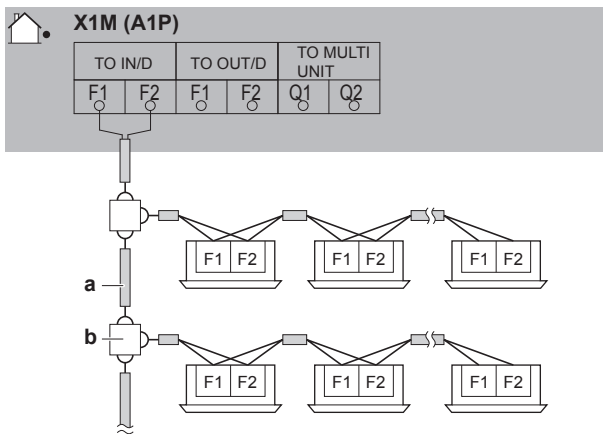 X1M (A1P)
TO IN/D TO OUT/D TO MULTI
UNIT
F1 F2 F1 F2 Q1 Q2
F1 F2 F1 F2 F1 F2
a
b
F1 F2 F1 F2 F1 F2